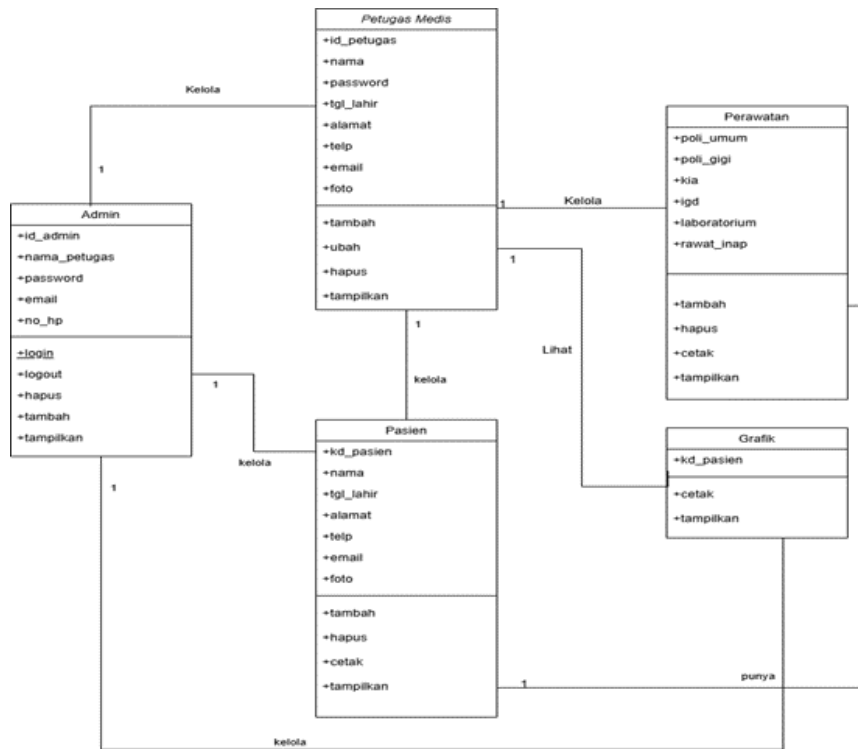 Petugas Medis
+id_petugas
+nama
+password
+tgl_lahir
+alamat
+telp
+email
+foto
+tambah
+ubah
+hapus
+tampilkan
Kelola
1
Admin
+id_admin
+nama_petugas
+password
+email
+no_hp
+login
+logout
+hapus
+tambah
+tampilkan
1
kelola
1
1
kelola
Pasien
+kd_pasien
+nama
+tgl_lahir
+alamat
+telp
+email
+foto
+tambah
+hapus
+cetak
+tampilkan
1
Kelola
1
Lihat
Perawatan
+poli_umum
+poli_gigi
+kia
+igd
+laboratorium
+rawat_inap
+tambah
+hapus
+cetak
+tampilkan
Grafik
+kd_pasien
+cetak
+tampilkan
1
punya
kelola